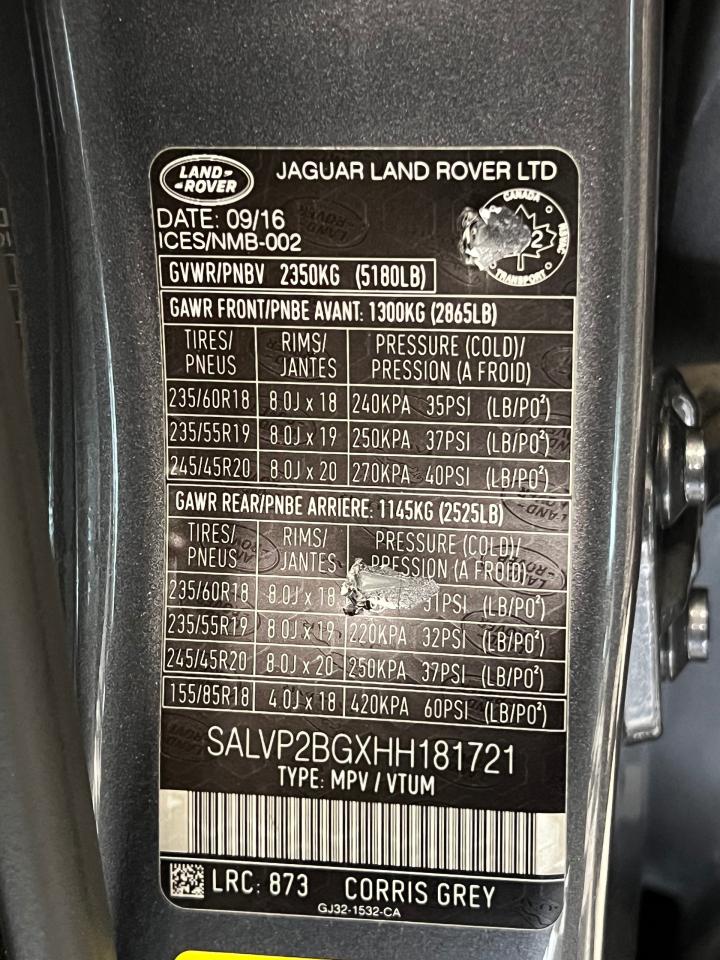 LAND-
-ROVER
JAGUAR LAND ROVER LTD
DATE: 09/16
ICES/NMB-002
CANADA
2
TRANSPORT
GVWR/PNBV 2350KG (5180LB)
GAWR FRONT/PNBE AVANT: 1300KG (2865LB)
TIRES/ RIMS/ PRESSURE (COLD)/
PNEUS JANTES PRESSION (A FROID)
235/60R18 8.0J x 18 240KPA 35PSI (LB/PO²)
235/55R19 8.0J x 19 250KPA 37PSI (LB/PO²)
245/45R20 8.0J x 20 270KPA 40PSI (LB/PO²)
GAWR REAR/PNBE ARRIERE: 1145KG (2525LB)
TIRES/ RIMS/ PRESSURE (COLD)/
PNEUS JANTES PRESSION (A FROID)
235/60R18 8.0J x 18 (LB/PO²)
235/55R19 8.0J x 19 220KPA 32PSI (LB/PO²)
245/45R20 8.0J x 20 250KPA 37PSI (LB/PO²)
155/85R18 4.0J x 18 420KPA 60PSI (LB/PO²)
SALVP2BGXHH181721
TYPE: MPV / VTUM
LRC: 873 CORRIS GREY
GJ32-1532-CA